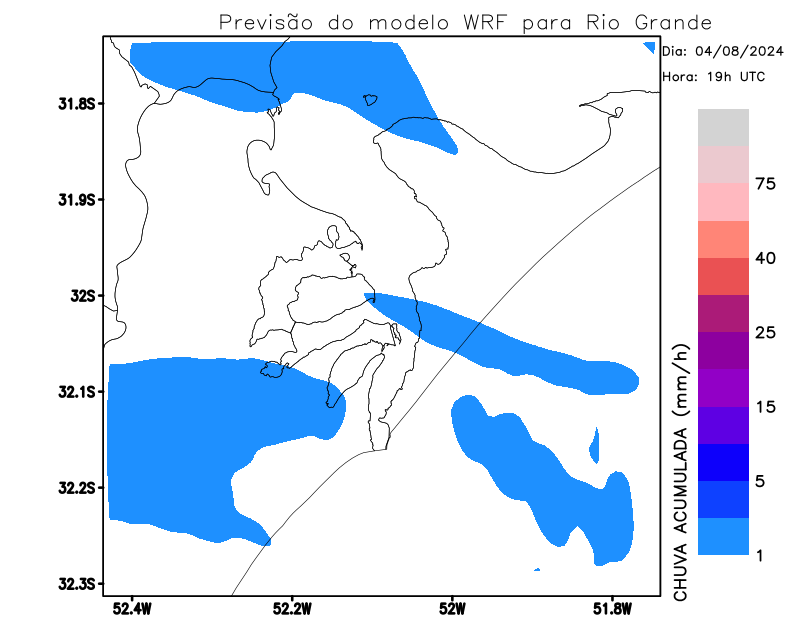 Previsão do modelo WRF para Rio Grande
Dia: 04/08/2024
Hora: 19h UTC
31.8S
31.9S
32S
32.1S
32.2S
32.3S
52.4W
52.2W
52W
51.8W
75
40
25
15
5
1
CHUVA ACUMULADA (mm/h)